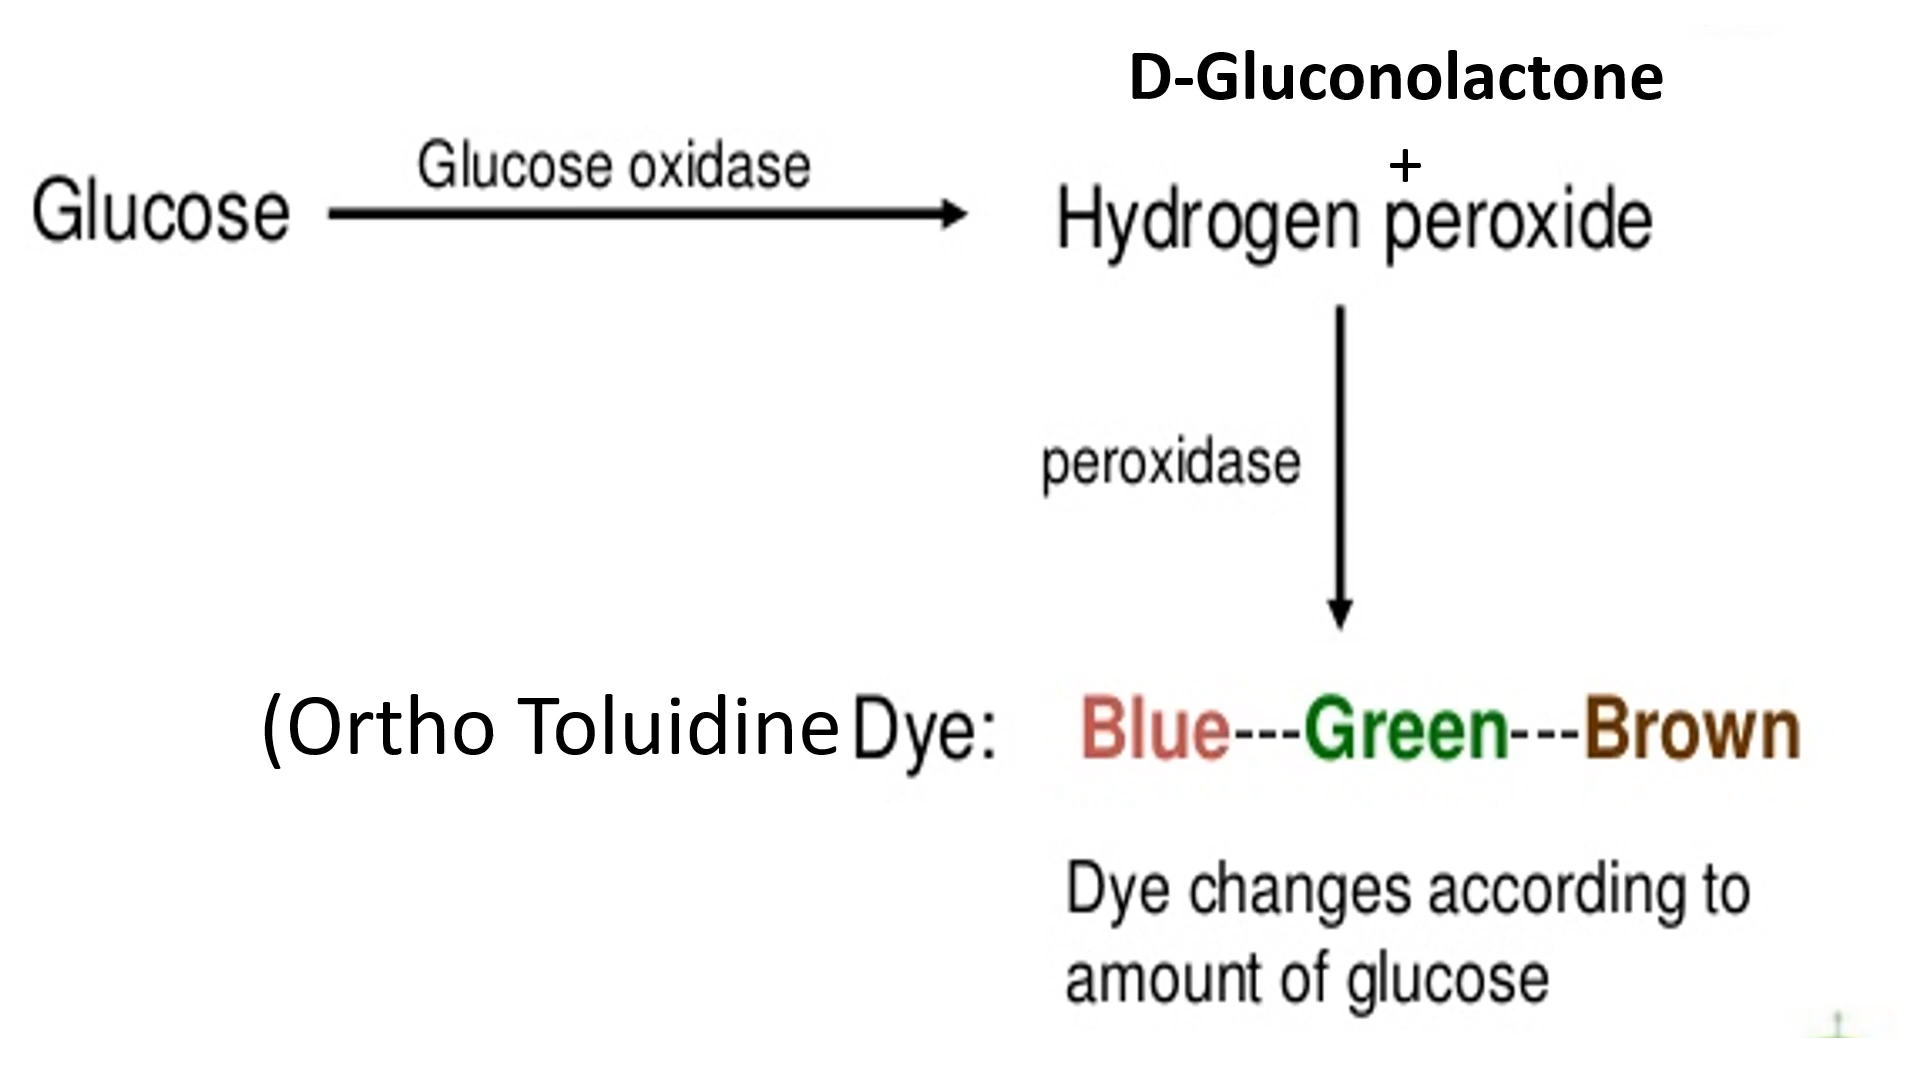 D-Gluconolactone
+
Glucose oxidase
Glucose
Hydrogen peroxide
peroxidase
(Ortho Toluidine Dye: Blue---Green---Brown
Dye changes according to
amount of glucose